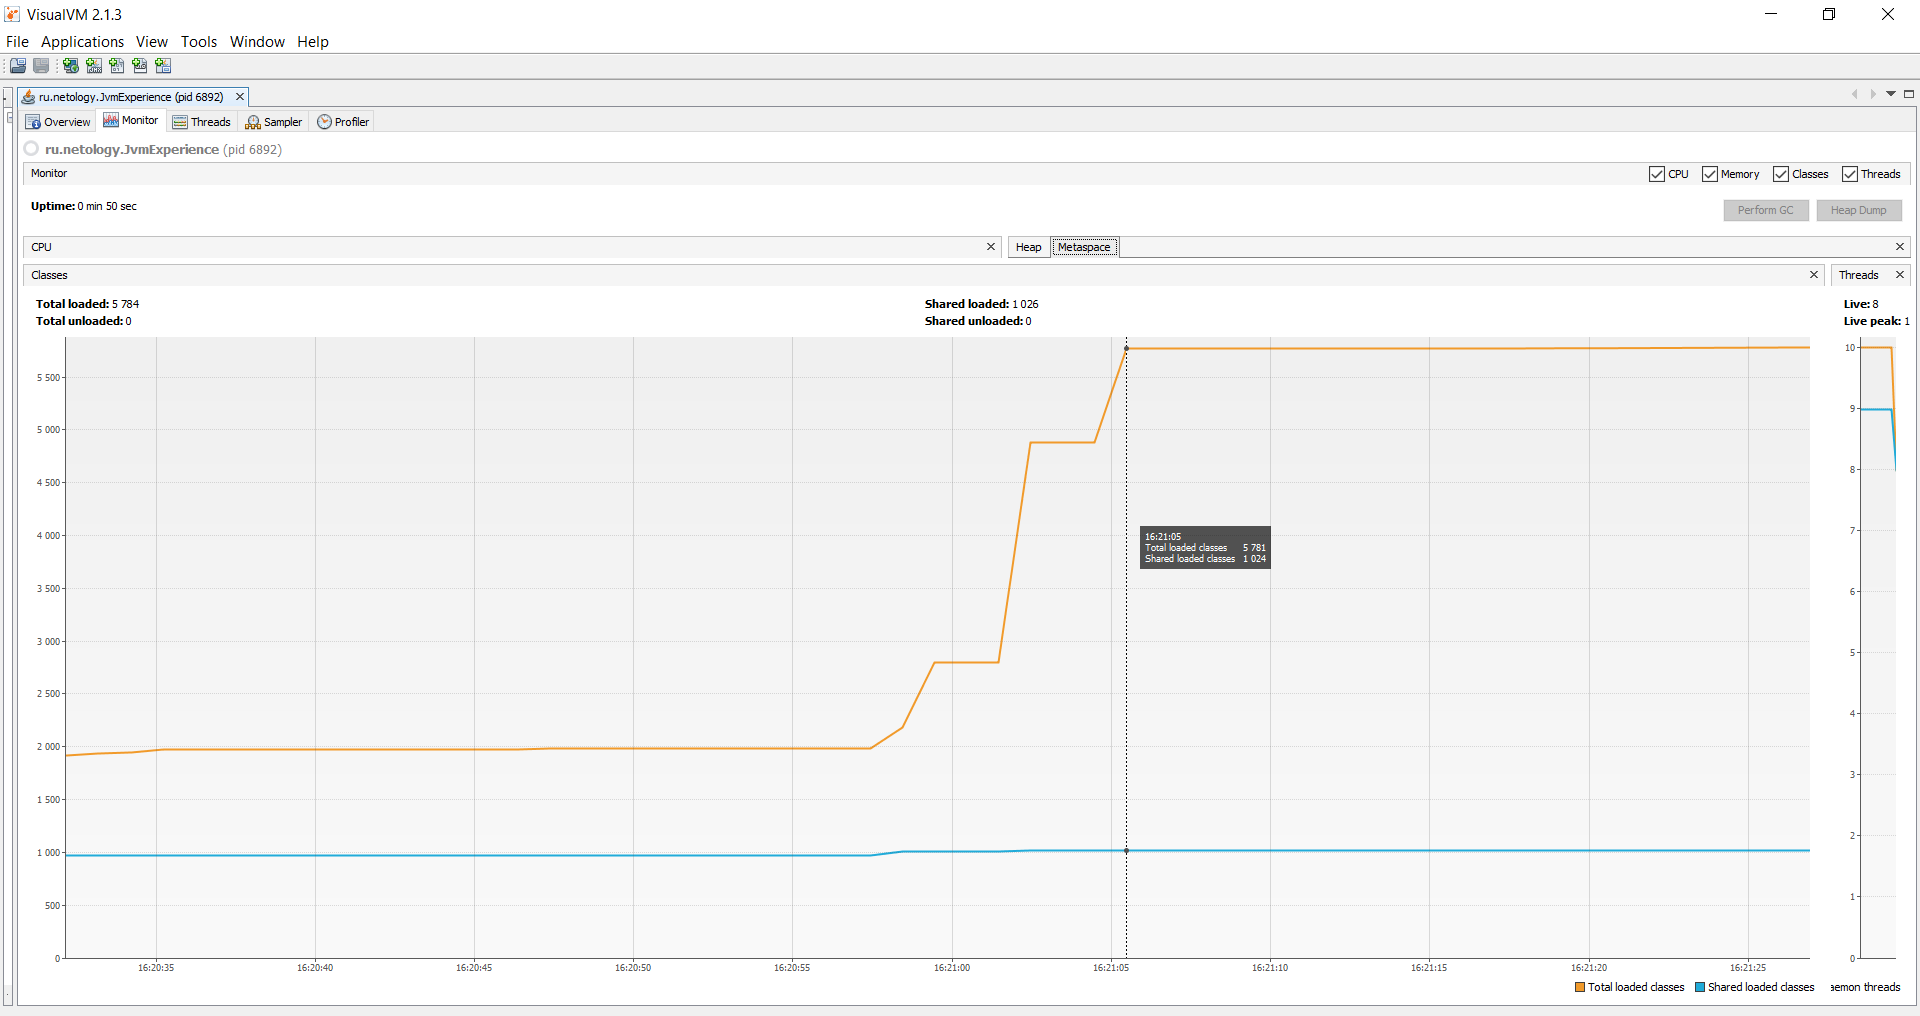 VisualVM 2.1.3
File Applications View Tools Window Help
ru.netology.JvmExperience (pid 6892)
Overview Monitor Threads Sampler Profiler
ru.netology.JvmExperience (pid 6892)
Monitor CPU Memory Classes Threads
Uptime: 0 min 50 sec Perform GC Heap Dump
CPU Heap Metaspace
Classes Threads
Total loaded: 5 784 Shared loaded: 1 026 Live: 8
Total unloaded: 0 Shared unloaded: 0 Live peak: 1
5 500
5 000
4 500
4 000
3 500
3 000
2 500
2 000
1 500
1 000
500
0
16:21:05
Total loaded classes 5 781
Shared loaded classes 1 024
10
9
8
7
6
5
4
3
2
1
0
16:20:35 16:20:40 16:20:45 16:20:50 16:20:55 16:21:00 16:21:05 16:21:10 16:21:15 16:21:20 16:21:25
Total loaded classes Shared loaded classes aemon threads